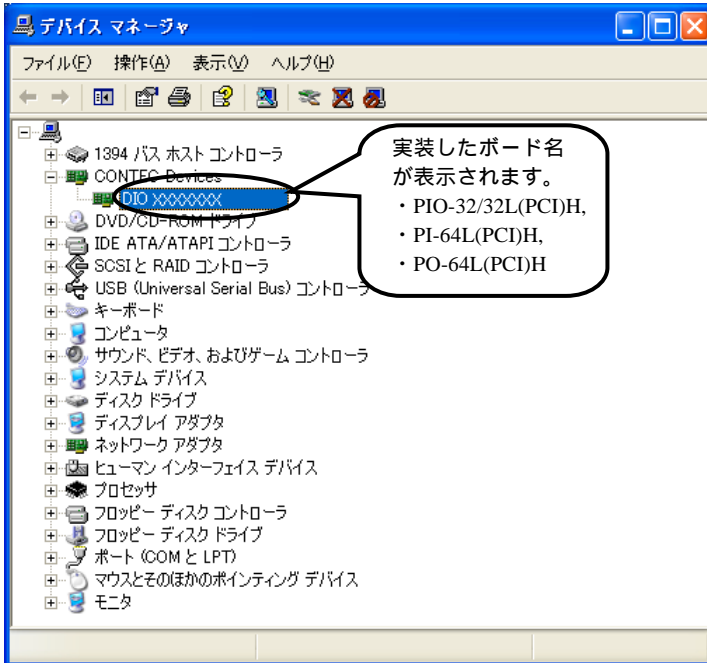 デバイス マネージャ
ファイル(F) 操作(A) 表示(V) ヘルプ(H)
実装したボード名
が表示されます。
・PIO-32/32L(PCI)H,
・PI-64L(PCI)H,
・PO-64L(PCI)H
1394 バス ホスト コントローラ
CONTEC Devices
DIO XXXXXXXX
DVD/CD-ROM ドライブ
IDE ATA/ATAPI コントローラ
SCSI と RAID コントローラ
USB (Universal Serial Bus) コントローラ
キーボード
コンピュータ
サウンド、ビデオ、およびゲーム コントローラ
システム デバイス
ディスク ドライブ
ディスプレイ アダプタ
ネットワーク アダプタ
ヒューマン インターフェイス デバイス
プロセッサ
フロッピー ディスク コントローラ
フロッピー ディスク ドライブ
ポート (COM と LPT)
マウスとそのほかのポインティング デバイス
モニタ